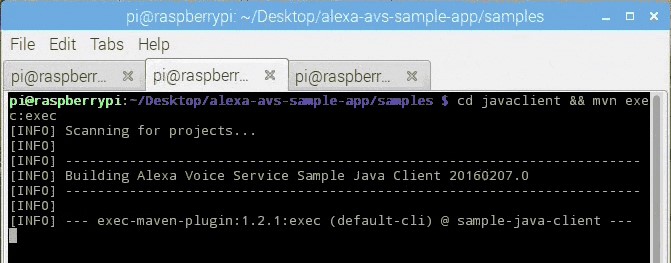 pi@raspberrypi: ~/Desktop/alexa-avs-sample-app/samples
File Edit Tabs Help
pi@raspberr... pi@raspberr... pi@raspberr...
pi@raspberrypi:~/Desktop/alexa-avs-sample-app/samples $ cd javaclient && mvn exe
c:exec
[INFO] Scanning for projects...
[INFO]
[INFO] ------------------------------------------------------------------------
[INFO] Building Alexa Voice Service Sample Java Client 20160207.0
[INFO] ------------------------------------------------------------------------
[INFO]
[INFO] --- exec-maven-plugin:1.2.1:exec (default-cli) @ sample-java-client ---